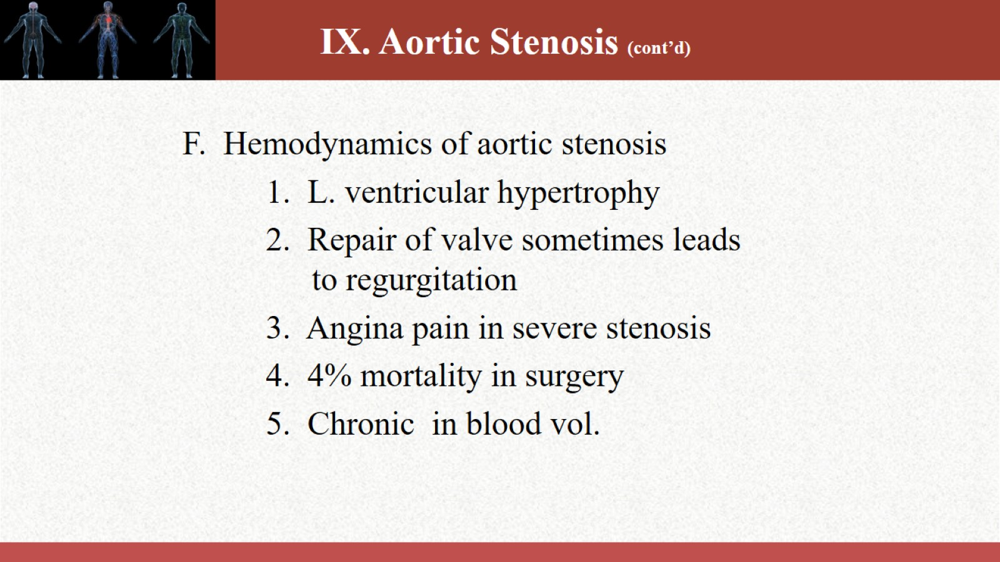 IX. Aortic Stenosis (cont’d)
F. Hemodynamics of aortic stenosis
1. L. ventricular hypertrophy
2. Repair of valve sometimes leads
to regurgitation
3. Angina pain in severe stenosis
4. 4% mortality in surgery
5. Chronic in blood vol.